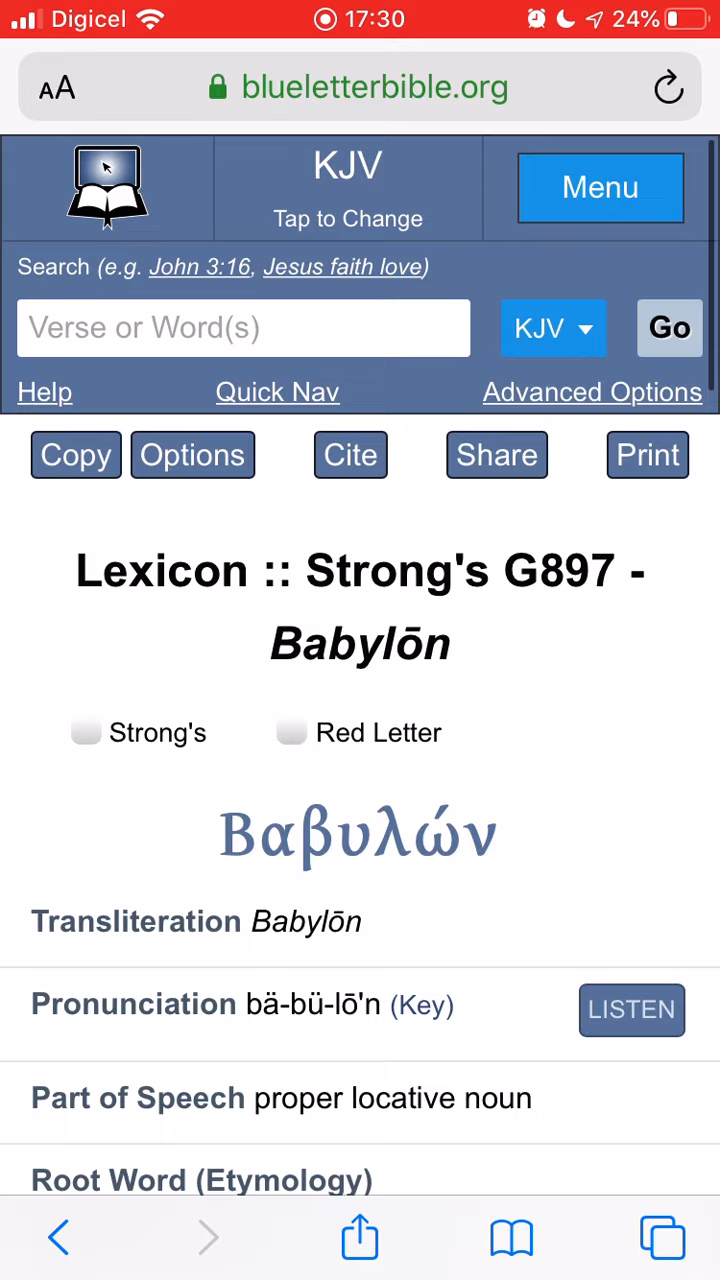 Digicel 17:30 24%
AA blueletterbible.org
KJV
Menu
Tap to Change
Search (e.g. John 3:16, Jesus faith love)
Verse or Word(s) KJV Go
Help Quick Nav Advanced Options
Copy Options Cite Share Print
Lexicon :: Strong's G897 -
Babylōn
Strong's Red Letter
Βαβυλών
Transliteration Babylōn
Pronunciation bä-bü-lō'n (Key) LISTEN
Part of Speech proper locative noun
Root Word (Etymology)